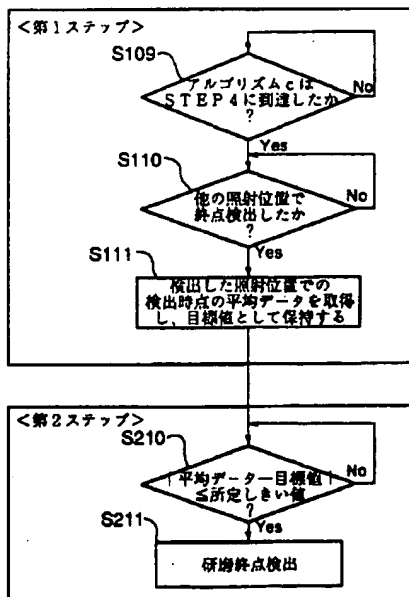 <第1ステップ>
S109
アルゴリズムcは
STEP4に到達したか
?
No
Yes
S110
他の照射位置で
終点検出したか
?
No
Yes
S111
検出した照射位置での
検出時点の平均データを取得
し、目標値として保持する
<第2ステップ>
S210
|平均データー目標値|
≦所定しきい値
?
No
Yes
S211
研磨終点検出